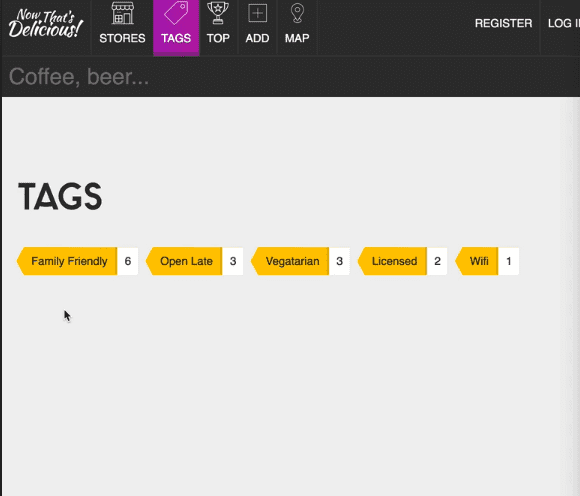 Now That's
Delicious!
STORES TAGS TOP ADD MAP REGISTER LOG I
Coffee, beer...
TAGS
Family Friendly 6 Open Late 3 Vegatarian 3 Licensed 2 Wifi 1